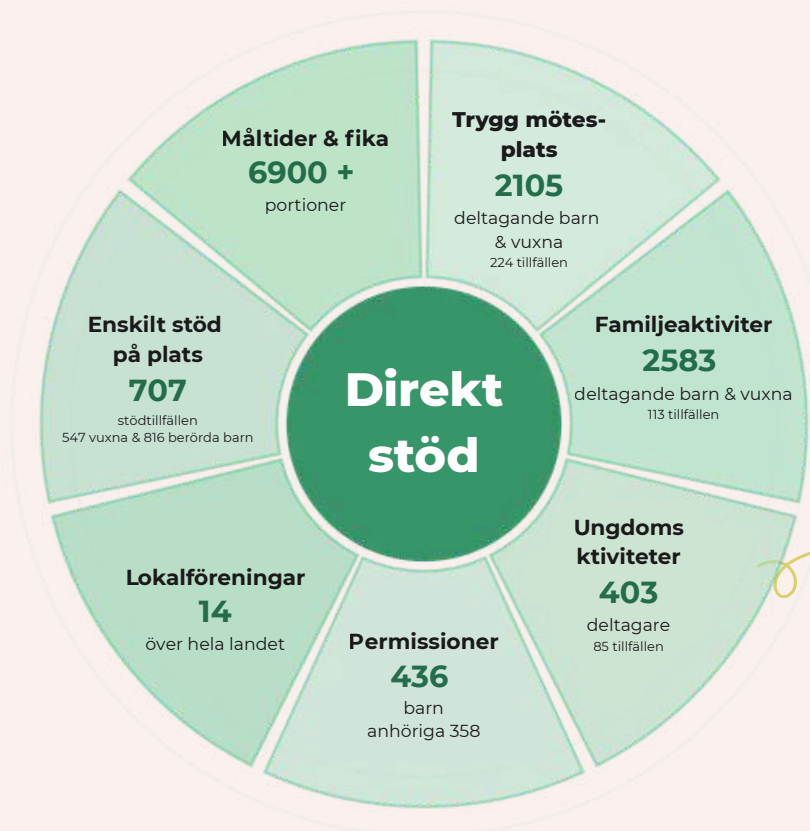 Måltider & fika
6900 +
portioner
Trygg mötes-
plats
2105
deltagande barn
& vuxna
224 tillfällen
Familjeaktiviter
2583
deltagande barn & vuxna
113 tillfällen
Ungdoms
ktiviteter
403
deltagare
85 tillfällen
Permissioner
436
barn
anhöriga 358
Lokalföreningar
14
över hela landet
Enskilt stöd
på plats
707
stödtillfällen
547 vuxna & 816 berörda barn
Direkt
stöd